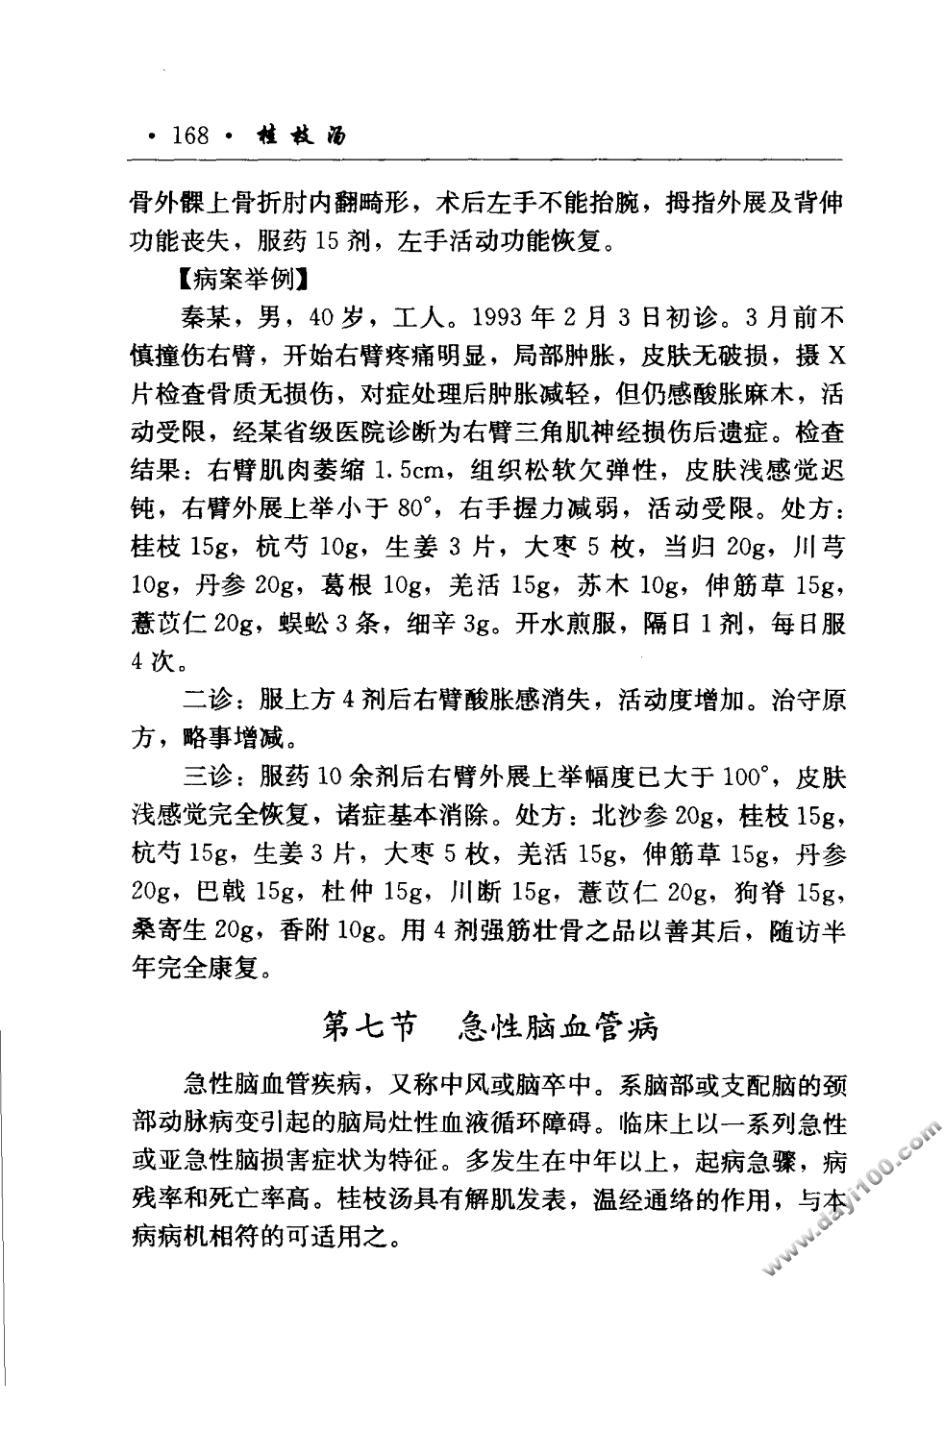 ·168· 桂枝汤
骨外髁上骨折肘内翻畸形，术后左手不能抬腕，拇指外展及背伸
功能丧失，服药 15 剂，左手活动功能恢复。
【病案举例】
秦某，男，40 岁，工人。1993 年 2 月 3 日初诊。3 月前不
慎撞伤右臂，开始右臂疼痛明显，局部肿胀，皮肤无破损，摄 X
片检查骨质无损伤，对症处理后肿胀减轻，但仍感酸胀麻木，活
动受限，经某省级医院诊断为右臂三角肌神经损伤后遗症。检查
结果：右臂肌肉萎缩 1.5cm，组织松软欠弹性，皮肤浅感觉迟
钝，右臂外展上举小于 80°，右手握力减弱，活动受限。处方：
桂枝 15g，杭芍 10g，生姜 3 片，大枣 5 枚，当归 20g，川芎
10g，丹参 20g，葛根 10g，羌活 15g，苏木 10g，伸筋草 15g，
薏苡仁 20g，蜈蚣 3 条，细辛 3g。开水煎服，隔日 1 剂，每日服
4 次。
二诊：服上方 4 剂后右臂酸胀感消失，活动度增加。治守原
方，略事增减。
三诊：服药 10 余剂后右臂外展上举幅度已大于 100°，皮肤
浅感觉完全恢复，诸症基本消除。处方：北沙参 20g，桂枝 15g，
杭芍 15g，生姜 3 片，大枣 5 枚，羌活 15g，伸筋草 15g，丹参
20g，巴戟 15g，杜仲 15g，川断 15g，薏苡仁 20g，狗脊 15g，
桑寄生 20g，香附 10g。用 4 剂强筋壮骨之品以善其后，随访半
年完全康复。
第七节 急性脑血管病
急性脑血管疾病，又称中风或脑卒中。系脑部或支配脑的颈
部动脉病变引起的脑局灶性血液循环障碍。临床上以一系列急性
或亚急性脑损害症状为特征。多发生在中年以上，起病急骤，病
残率和死亡率高。桂枝汤具有解肌发表，温经通络的作用，与本
病病机相符的可适用之。
www.dayi100.com